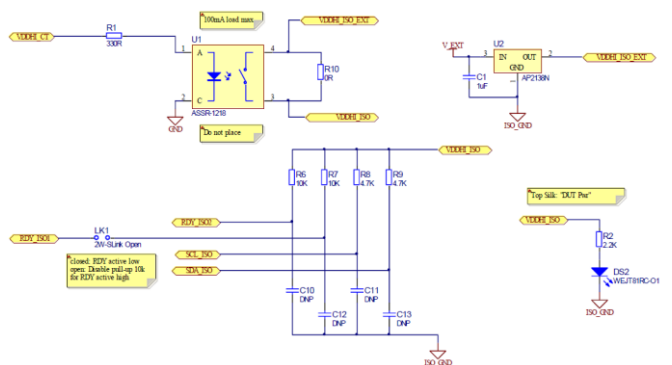 100mA load max
VDDHI_ISO_EXT
R1
VDDHI_CT
330R
U1
1
A
4
2
C
3
ASSR-1218
GND
Do not place
R10
0R
VDDHI_ISO
U2
V_EXT
3
IN
OUT
2
GND
1
AP2138N
VDDHI_ISO_EXT
C1
1uF
ISO_GND
VDDHI_ISO
R6
10K
R7
10K
R8
4.7K
R9
4.7K
RDY_ISO2
LK1
RDY_ISO1
2W-SLink Open
SCL_ISO
SDA_ISO
closed: RDY active low
open: Disable pull-up 10k
for RDY active high
C10
DNP
C11
DNP
C12
DNP
C13
DNP
ISO_GND
Top Silk: "DUT Pwr"
VDDHI_ISO
R2
2.2K
DS2
WEJT81RC-O1
ISO_GND